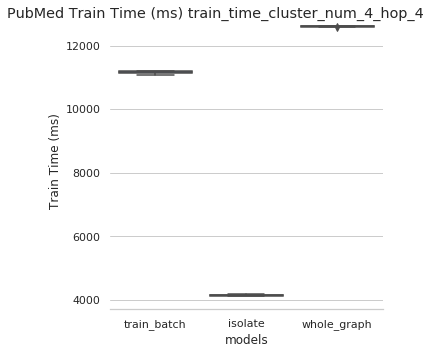 PubMed Train Time (ms) train_time_cluster_num_4_hop_4
12000
10000
8000
6000
4000
Train Time (ms)
train_batch
isolate
whole_graph
models